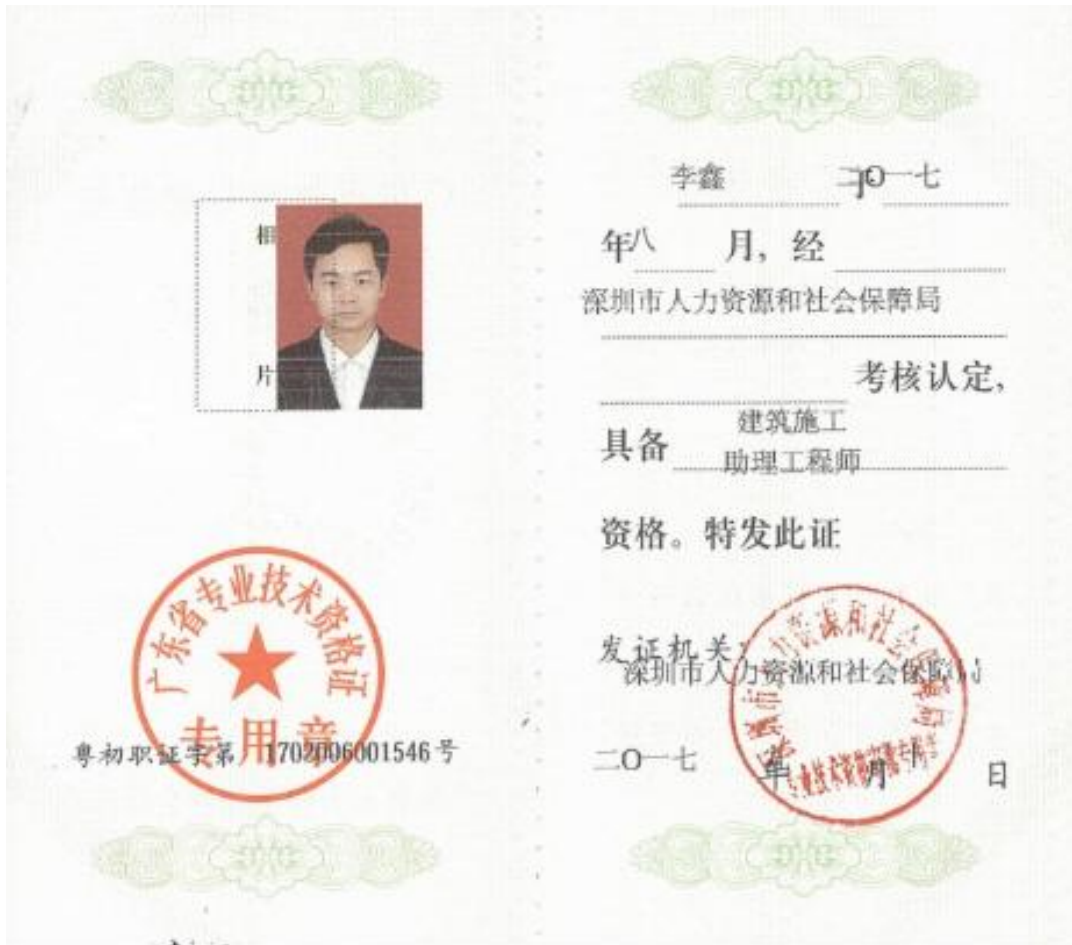 相
片
广东省专业技术资格证
专用章
粤初职证字第 1702006001546号
李鑫 于二〇一七
年八 月，经
深圳市人力资源和社会保障局
考核认定，
具备 建筑施工
助理工程师
资格。特发此证
发证机关：
深圳市人力资源和社会保障局
二〇一七 年 月 日